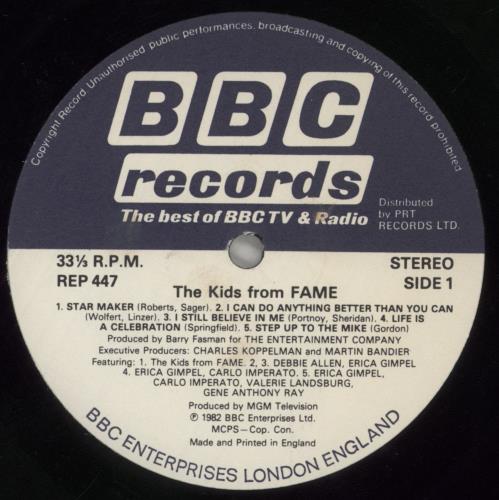 Copyright Record. Unauthorised public performances, broadcasting and copying of this record prohibited
BBC
records
The best of BBC TV & Radio
Distributed
by PRT
RECORDS LTD.
33⅓ R.P.M.
REP 447
STEREO
SIDE 1
The Kids from FAME
1. STAR MAKER (Roberts, Sager). 2. I CAN DO ANYTHING BETTER THAN YOU CAN
(Wolfert, Linzer). 3. I STILL BELIEVE IN ME (Portnoy, Sheridan). 4. LIFE IS
A CELEBRATION (Springfield). 5. STEP UP TO THE MIKE (Gordon)
Produced by Barry Fasman for THE ENTERTAINMENT COMPANY
Executive Producers: CHARLES KOPPELMAN and MARTIN BANDIER
Featuring: 1. The Kids from FAME. 2, 3. DEBBIE ALLEN, ERICA GIMPEL
4. ERICA GIMPEL, CARLO IMPERATO. 5. ERICA GIMPEL,
CARLO IMPERATO, VALERIE LANDSBURG,
GENE ANTHONY RAY
Produced by MGM Television
℗ 1982 BBC Enterprises Ltd.
MCPS–Cop. Con.
Made and Printed in England
BBC ENTERPRISES LONDON ENGLAND